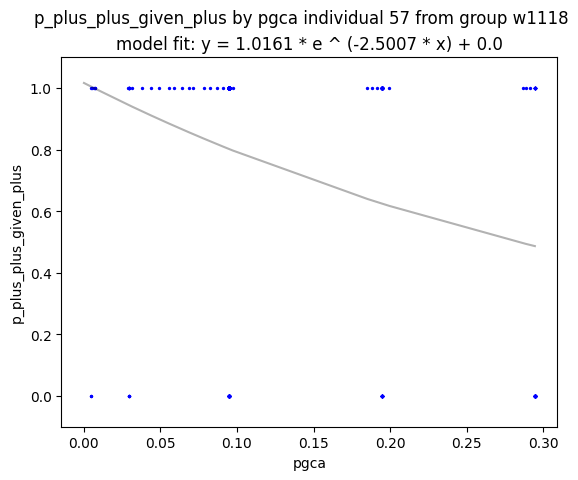 p_plus_plus_given_plus by pgca individual 57 from group w1118
model fit: y = 1.0161 * e ^ (-2.5007 * x) + 0.0
p_plus_plus_given_plus
1.0
0.8
0.6
0.4
0.2
0.0
0.00 0.05 0.10 0.15 0.20 0.25 0.30
pgca